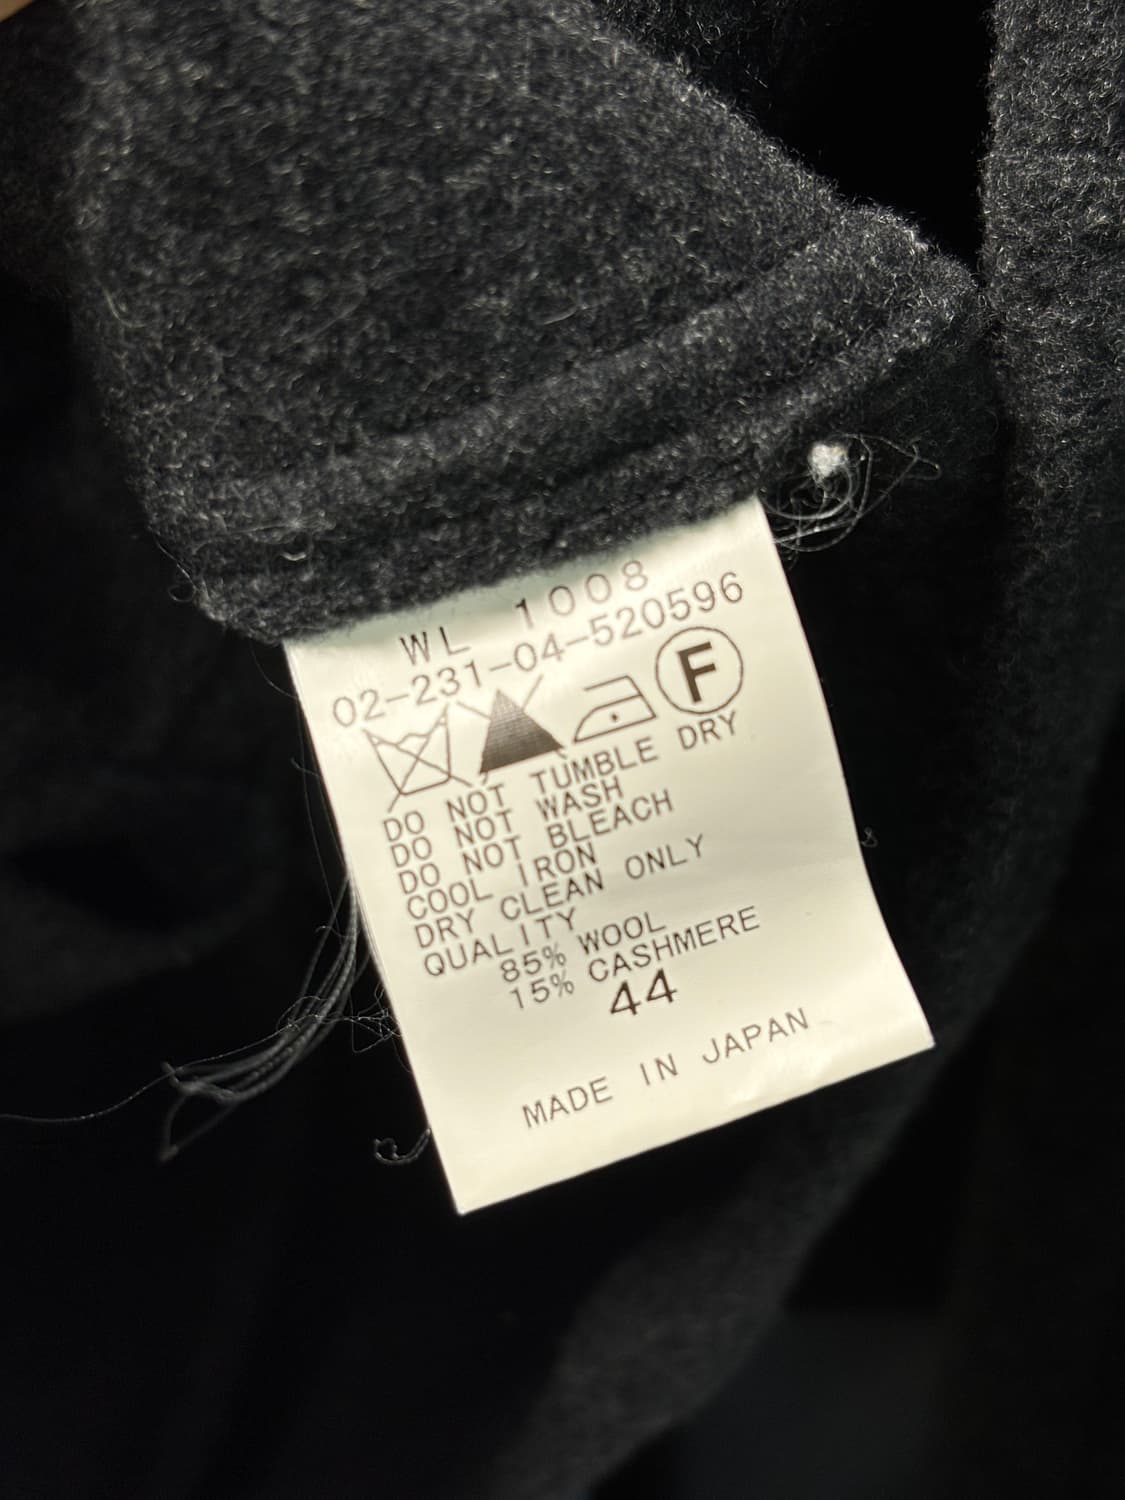 WL 1008
02-231-04-520596
F
DO NOT TUMBLE DRY
DO NOT WASH
DO NOT BLEACH
COOL IRON
DRY CLEAN ONLY
QUALITY
85% WOOL
15% CASHMERE
44
MADE IN JAPAN